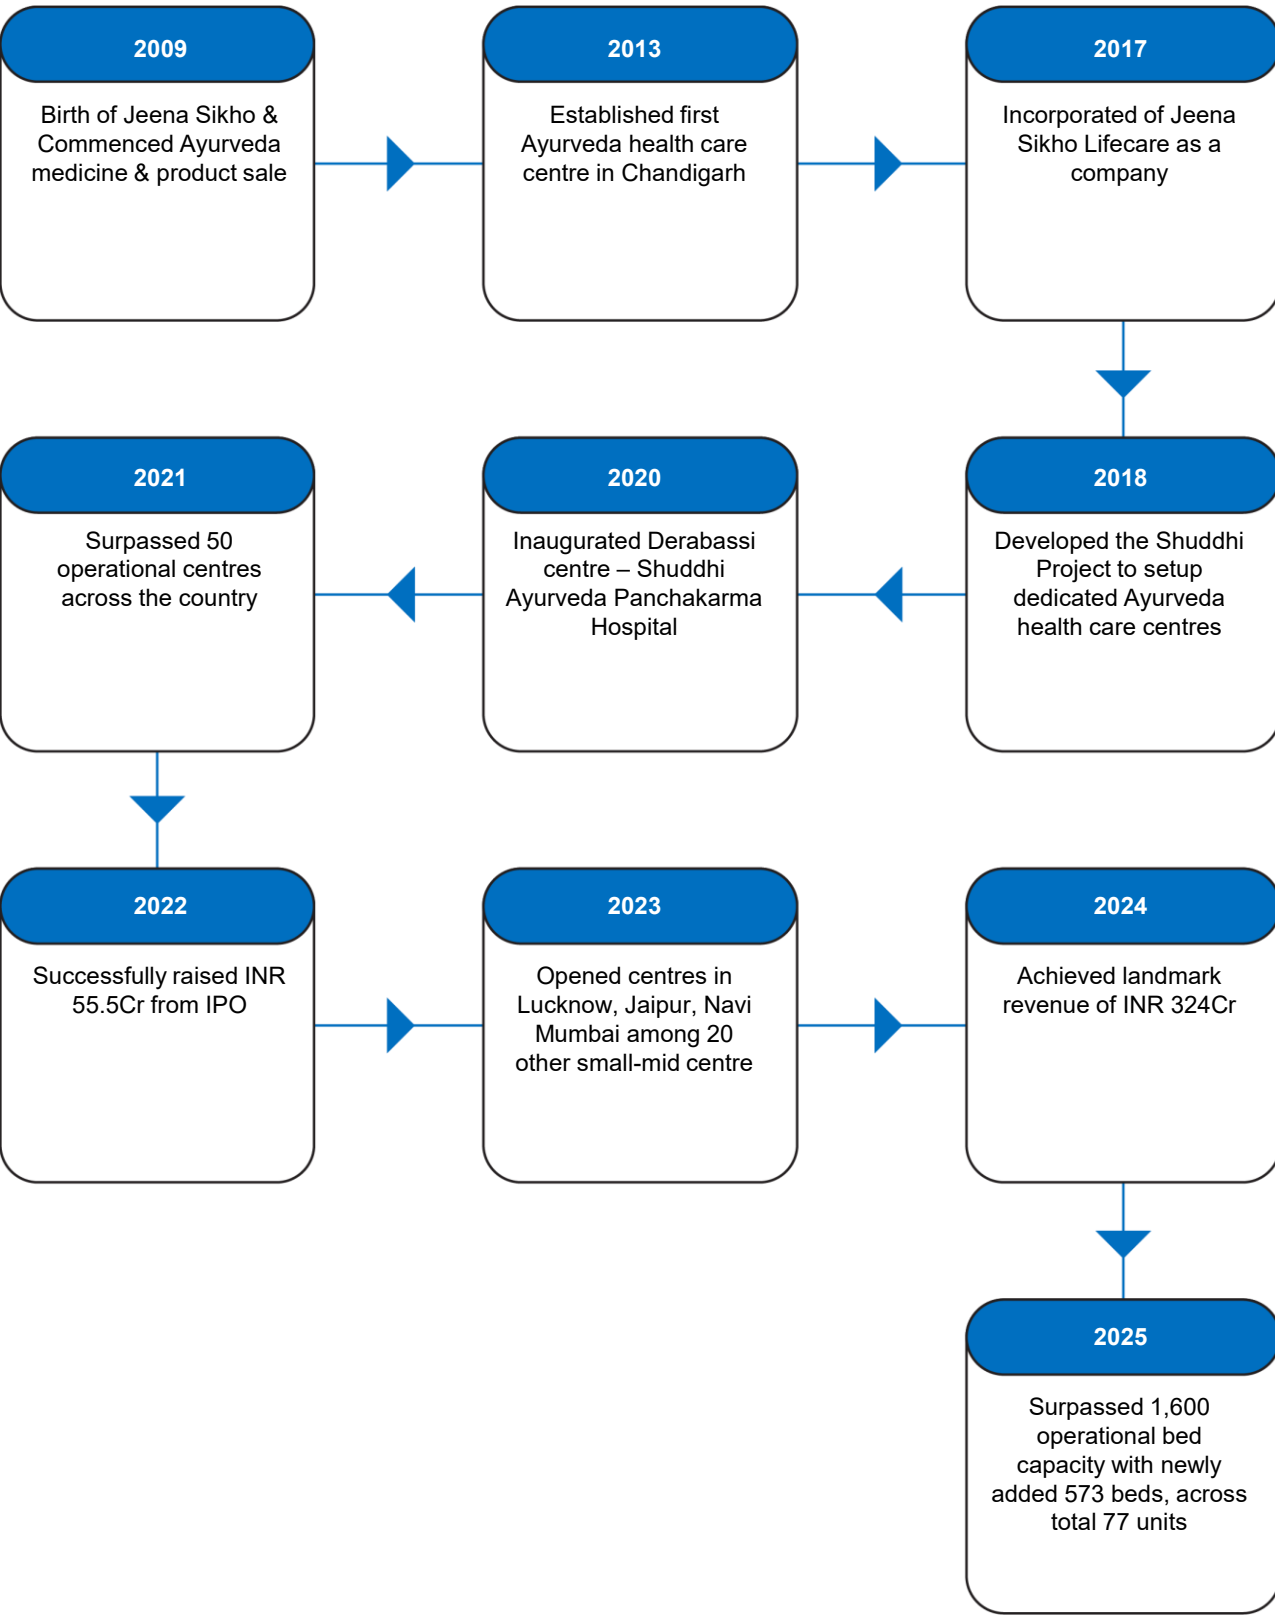 2009
Birth of Jeena Sikho &
Commenced Ayurveda
medicine & product sale
2013
Established first
Ayurveda health care
centre in Chandigarh
2017
Incorporated of Jeena
Sikho Lifecare as a
company
2018
Developed the Shuddhi
Project to setup
dedicated Ayurveda
health care centres
2020
Inaugurated Derabassi
centre – Shuddhi
Ayurveda Panchakarma
Hospital
2021
Surpassed 50
operational centres
across the country
2022
Successfully raised INR
55.5Cr from IPO
2023
Opened centres in
Lucknow, Jaipur, Navi
Mumbai among 20
other small-mid centre
2024
Achieved landmark
revenue of INR 324Cr
2025
Surpassed 1,600
operational bed
capacity with newly
added 573 beds, across
total 77 units